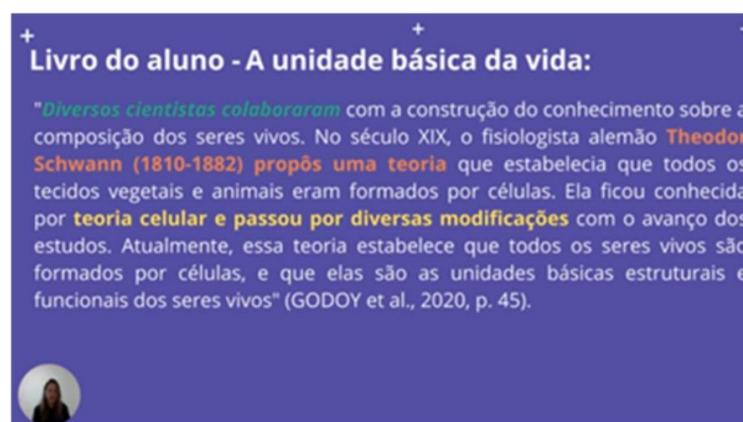 Livro do aluno - A unidade básica da vida:
"Diversos cientistas colaboraram com a construção do conhecimento sobre a
composição dos seres vivos. No século XIX, o fisiologista alemão Theodor
Schwann (1810-1882) propôs uma teoria que estabelecia que todos os
tecidos vegetais e animais eram formados por células. Ela ficou conhecida
por teoria celular e passou por diversas modificações com o avanço dos
estudos. Atualmente, essa teoria estabelece que todos os seres vivos são
formados por células, e que elas são as unidades básicas estruturais e
funcionais dos seres vivos" (GODOY et al., 2020, p. 45).